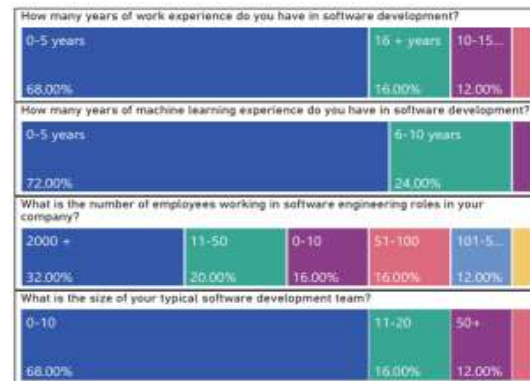 How many years of work experience do you have in software development?
0-5 years 16 + years 10-15...
68.00% 16.00% 12.00%
How many years of machine learning experience do you have in software development?
0-5 years 6-10 years
72.00% 24.00%
What is the number of employees working in software engineering roles in your
company?
2000 + 11-50 0-10 51-100 101-5...
32.00% 20.00% 16.00% 16.00% 12.00%
What is the size of your typical software development team?
0-10 11-20 50+
68.00% 16.00% 12.00%